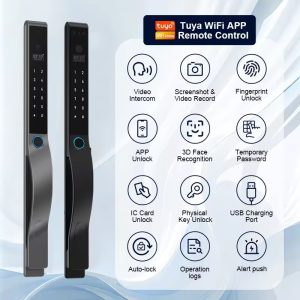 tuya
Tuya WiFi APP
Remote Control
Video
Intercom
Screenshot &
Video Record
Fingerprint
Unlock
APP
Unlock
3D Face
Recognition
Temporary
Password
IC Card
Unlock
Physical
Key Unlock
USB Charging
Port
Auto-lock
Operation
logs
Alert push